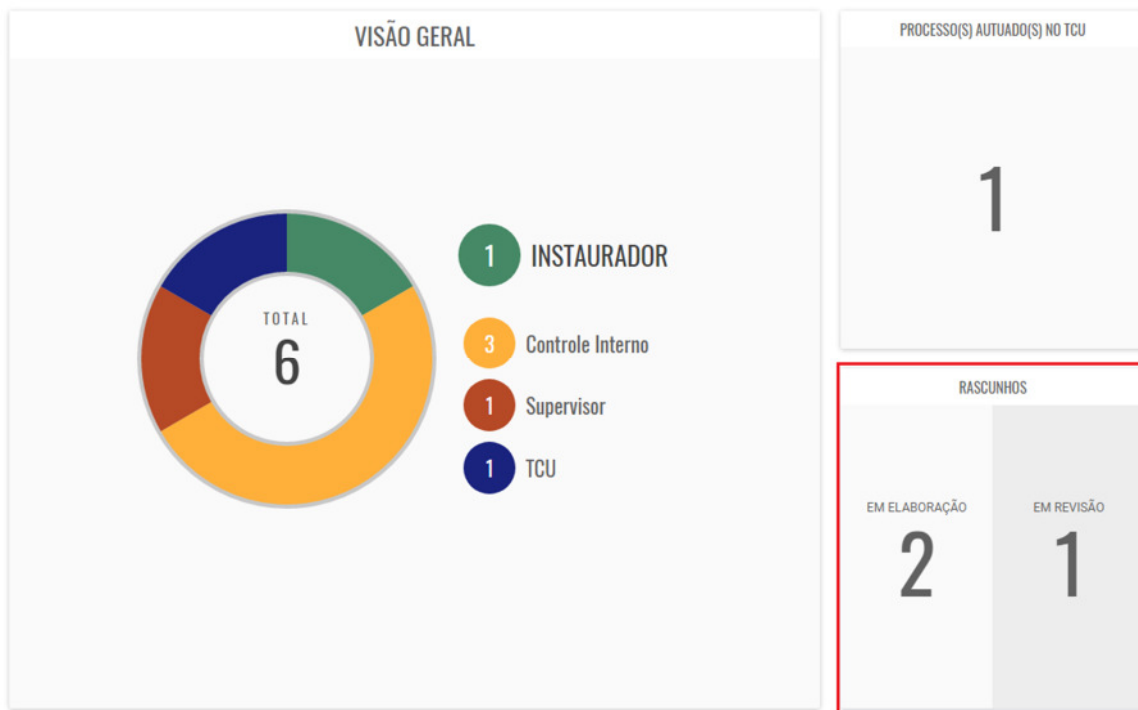 VISÃO GERAL
TOTAL
6
1 INSTAURADOR
3 Controle Interno
1 Supervisor
1 TCU
PROCESSO(S) AUTUADO(S) NO TCU
1
RASCUNHOS
EM ELABORAÇÃO
2
EM REVISÃO
1